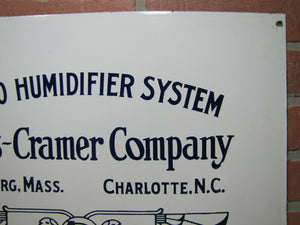 O HUMIDIFIER SYSTEM
s-Cramer Company
RG, MASS. CHARLOTTE, N.C.